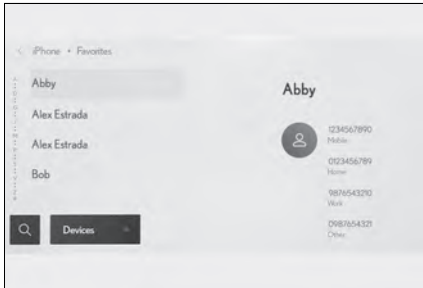 iPhone • Favorites
Abby
Alex Estrada
Alex Estrada
Bob
Devices
Abby
1234567890
Mobile
0123456789
Home
9876543210
Work
0987654321
Other